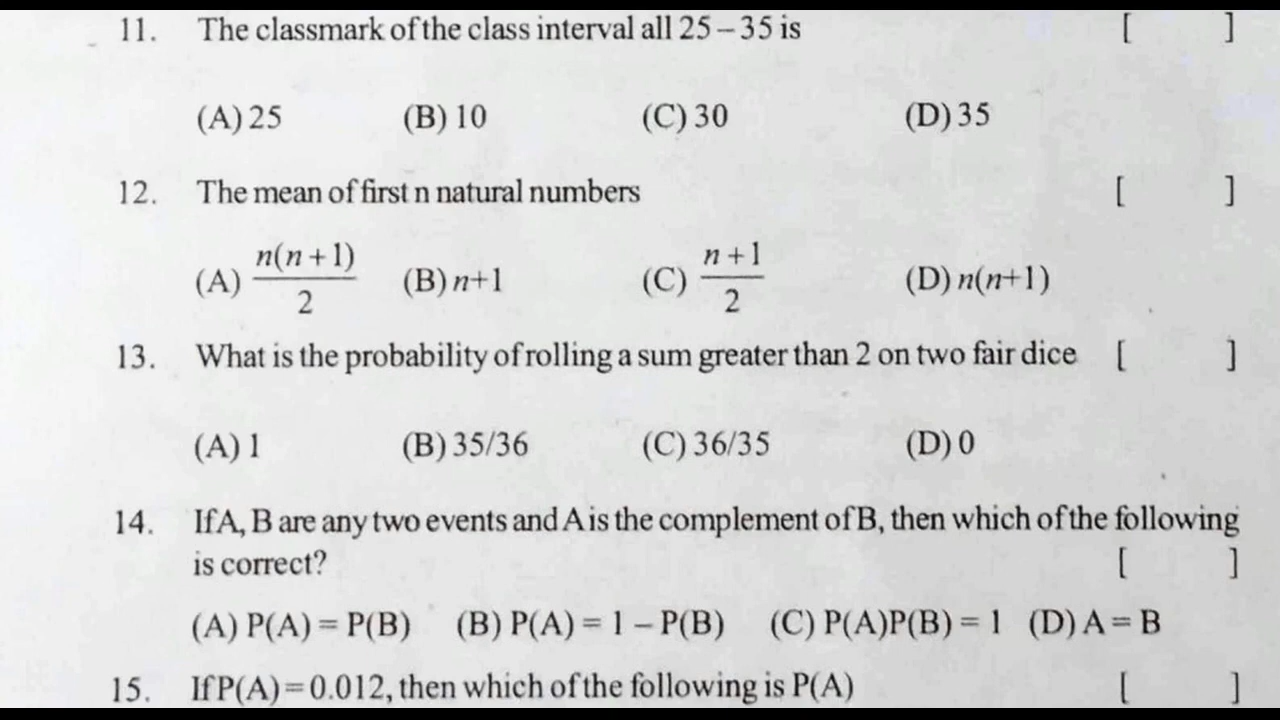 11. The classmark of the class interval all 25 – 35 is [ ]
(A) 25 (B) 10 (C) 30 (D) 35
12. The mean of first n natural numbers [ ]
(A) n(n + 1)/2 (B) n+1 (C) n + 1/2 (D) n(n+1)
13. What is the probability of rolling a sum greater than 2 on two fair dice [ ]
(A) 1 (B) 35/36 (C) 36/35 (D) 0
14. If A, B are any two events and A is the complement of B, then which of the following
is correct? [ ]
(A) P(A) = P(B) (B) P(A) = 1 – P(B) (C) P(A)P(B) = 1 (D) A = B
15. If P(A) = 0.012, then which of the following is P(A) [ ]